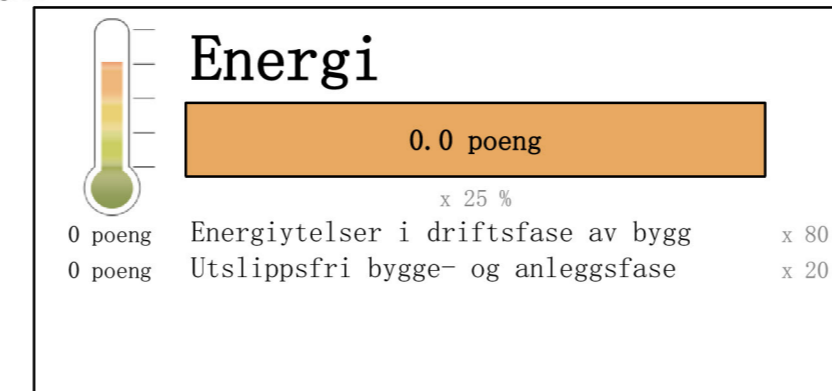 Energi
0.0 poeng
x 25 %
0 poeng Energiytelser i driftsfase av bygg x 80
0 poeng Utslippsfri bygge- og anleggsfase x 20